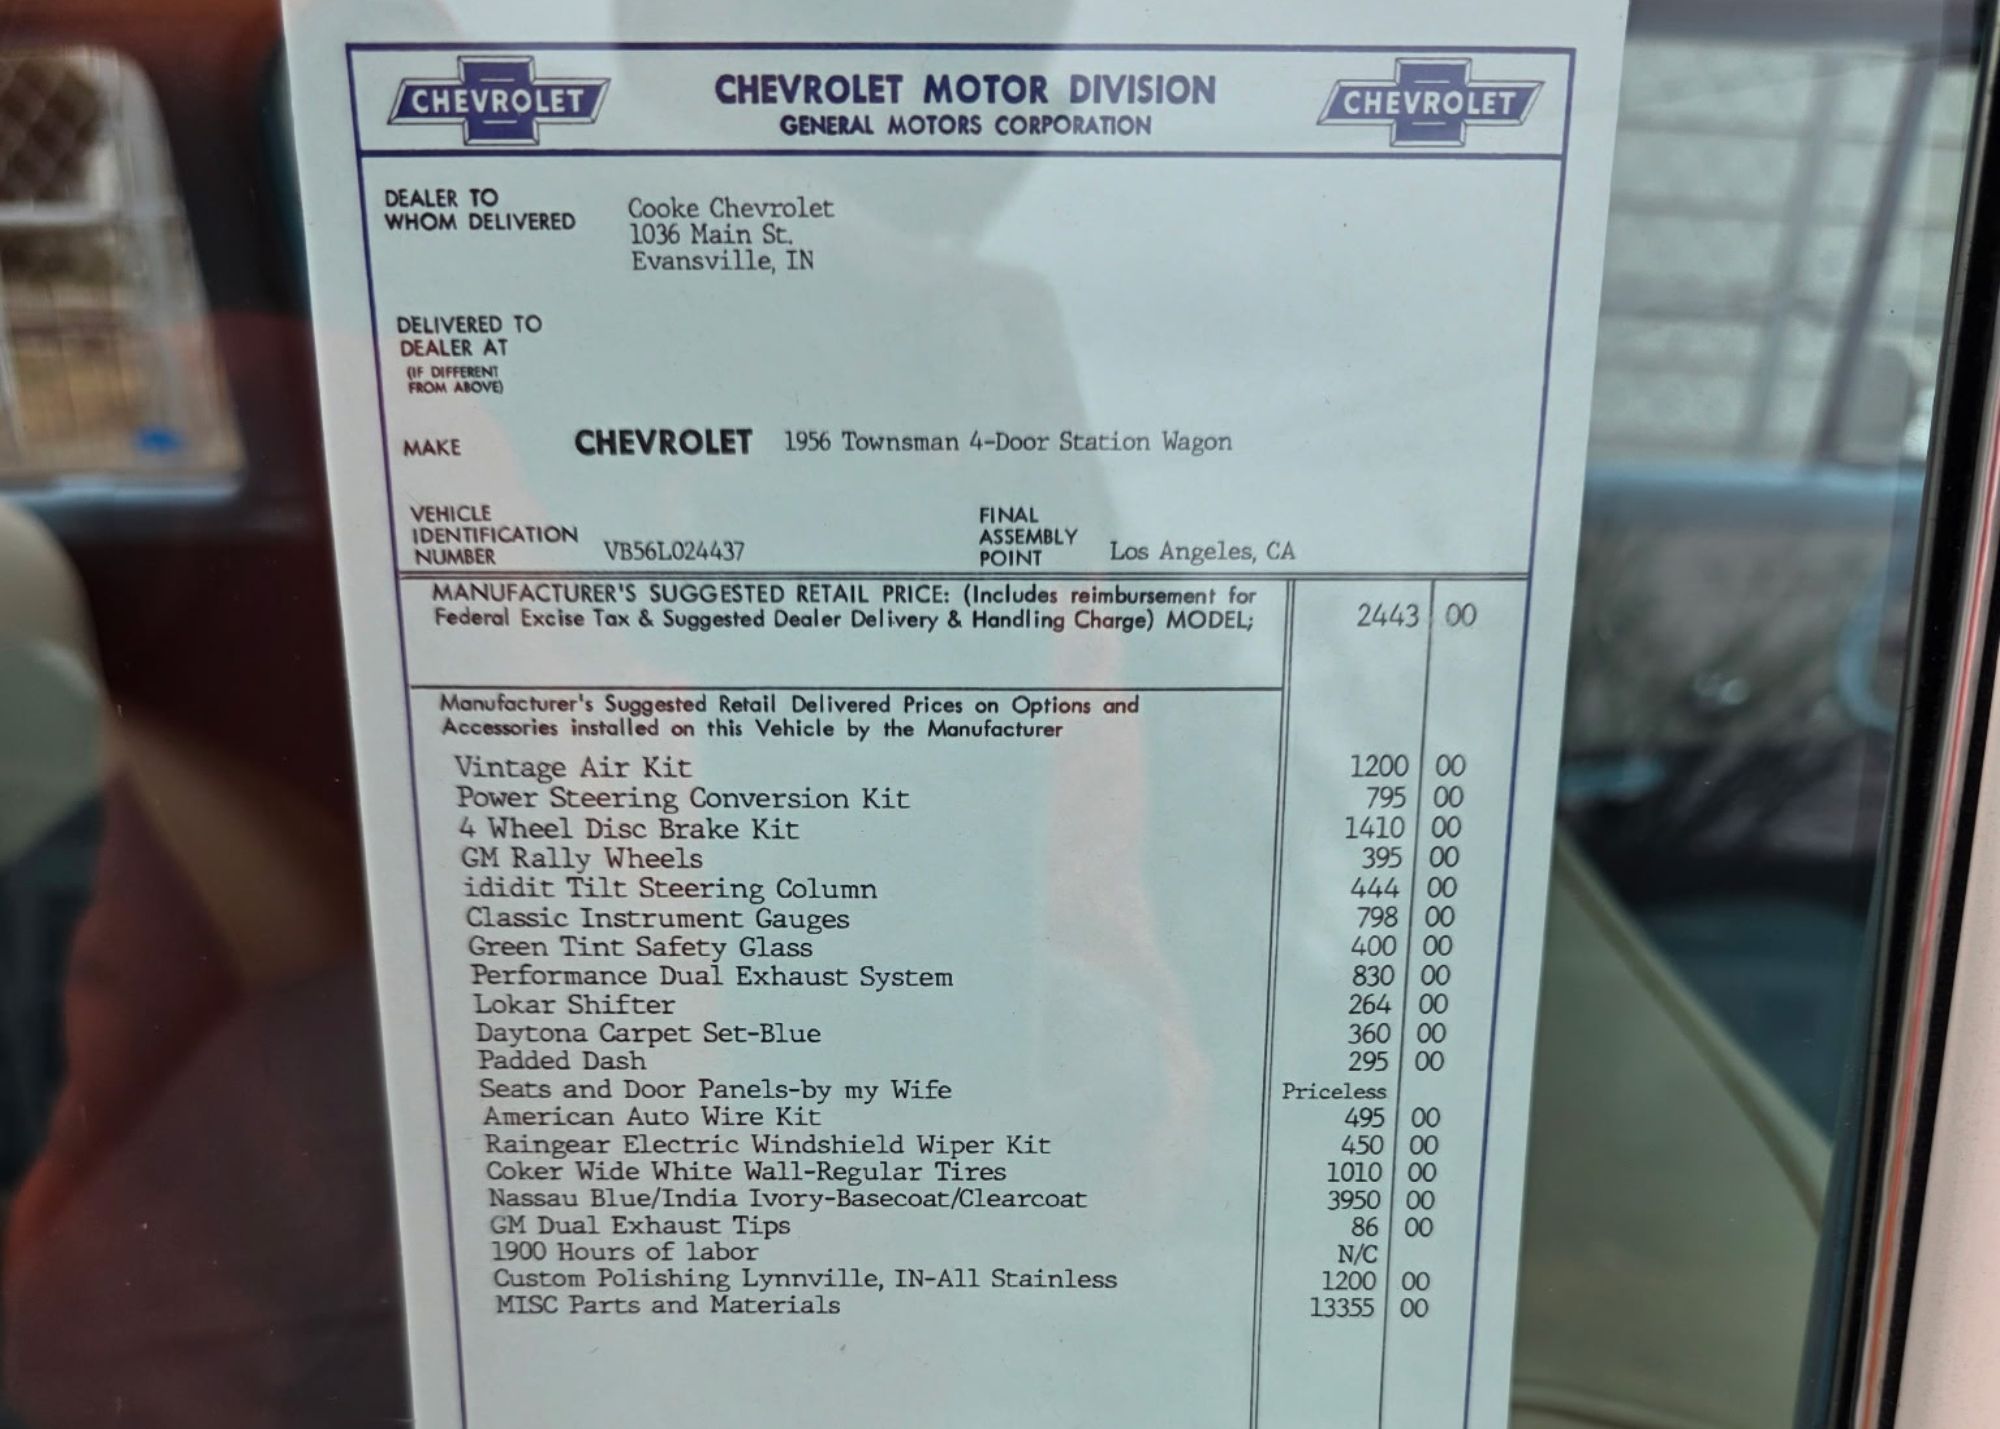 CHEVROLET
CHEVROLET MOTOR DIVISION
GENERAL MOTORS CORPORATION
CHEVROLET
DEALER TO
WHOM DELIVERED
Cooke Chevrolet
1036 Main St.
Evansville, IN
DELIVERED TO
DEALER AT
(IF DIFFERENT
FROM ABOVE)
MAKE CHEVROLET 1956 Townsman 4-Door Station Wagon
VEHICLE
IDENTIFICATION
NUMBER VB56L024437
FINAL
ASSEMBLY
POINT Los Angeles, CA
MANUFACTURER'S SUGGESTED RETAIL PRICE: (Includes reimbursement for
Federal Excise Tax & Suggested Dealer Delivery & Handling Charge) MODEL; 2443 00
Manufacturer's Suggested Retail Delivered Prices on Options and
Accessories installed on this Vehicle by the Manufacturer
Vintage Air Kit 1200 00
Power Steering Conversion Kit 795 00
4 Wheel Disc Brake Kit 1410 00
GM Rally Wheels 395 00
ididit Tilt Steering Column 444 00
Classic Instrument Gauges 798 00
Green Tint Safety Glass 400 00
Performance Dual Exhaust System 830 00
Lokar Shifter 264 00
Daytona Carpet Set-Blue 360 00
Padded Dash 295 00
Seats and Door Panels-by my Wife Priceless
American Auto Wire Kit 495 00
Raingear Electric Windshield Wiper Kit 450 00
Coker Wide White Wall-Regular Tires 1010 00
Nassau Blue/India Ivory-Basecoat/Clearcoat 3950 00
GM Dual Exhaust Tips 86 00
1900 Hours of labor N/C
Custom Polishing Lynnville, IN-All Stainless 1200 00
MISC Parts and Materials 13355 00